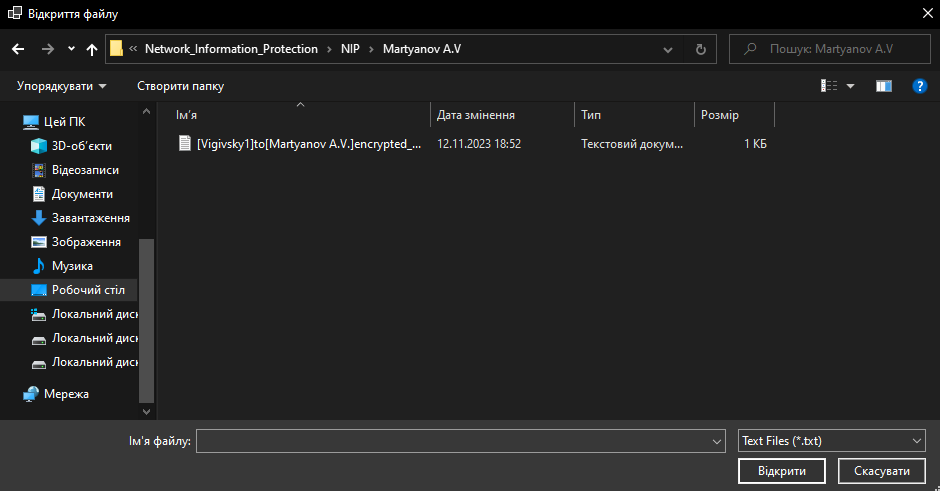 Відкриття файлу
« Network_Information_Protection › NIP › Martyanov A.V
Пошук: Martyanov A.V
Упорядкувати
Створити папку
Ім'я
Дата змінення
Тип
Розмір
Цей ПК
3D-об'єкти
Відеозаписи
Документи
Завантаження
Зображення
Музика
Робочий стіл
Локальний диск
Локальний диск
Локальний диск
Мережа
[Vigivsky1]to[Martyanov A.V.]encrypted_...
12.11.2023 18:52
Текстовий докум...
1 КБ
Ім'я файлу:
Text Files (*.txt)
Відкрити
Скасувати